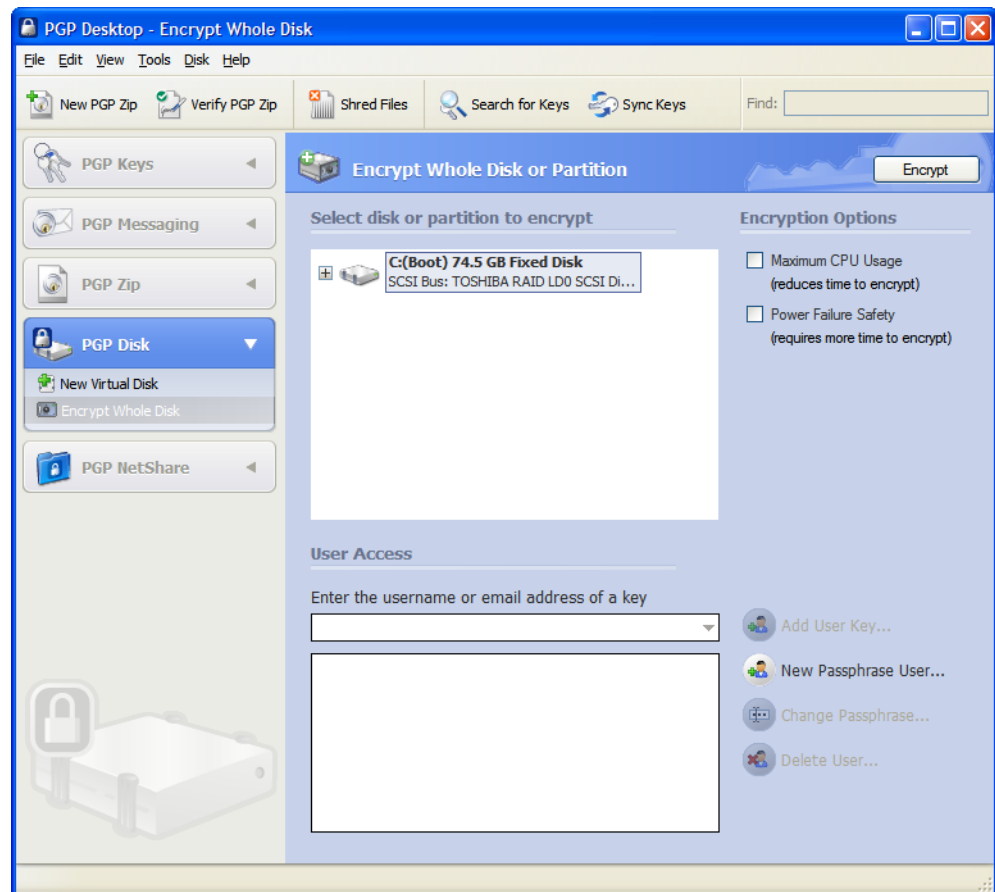 PGP Desktop - Encrypt Whole Disk
File Edit View Tools Disk Help
New PGP Zip Verify PGP Zip Shred Files Search for Keys Sync Keys Find:
PGP Keys
PGP Messaging
PGP Zip
PGP Disk
New Virtual Disk
Encrypt Whole Disk
PGP NetShare
Encrypt Whole Disk or Partition
Encrypt
Select disk or partition to encrypt
C:(Boot) 74.5 GB Fixed Disk
SCSI Bus: TOSHIBA RAID LD0 SCSI Di...
Encryption Options
Maximum CPU Usage
(reduces time to encrypt)
Power Failure Safety
(requires more time to encrypt)
User Access
Enter the username or email address of a key
Add User Key...
New Passphrase User...
Change Passphrase...
Delete User...